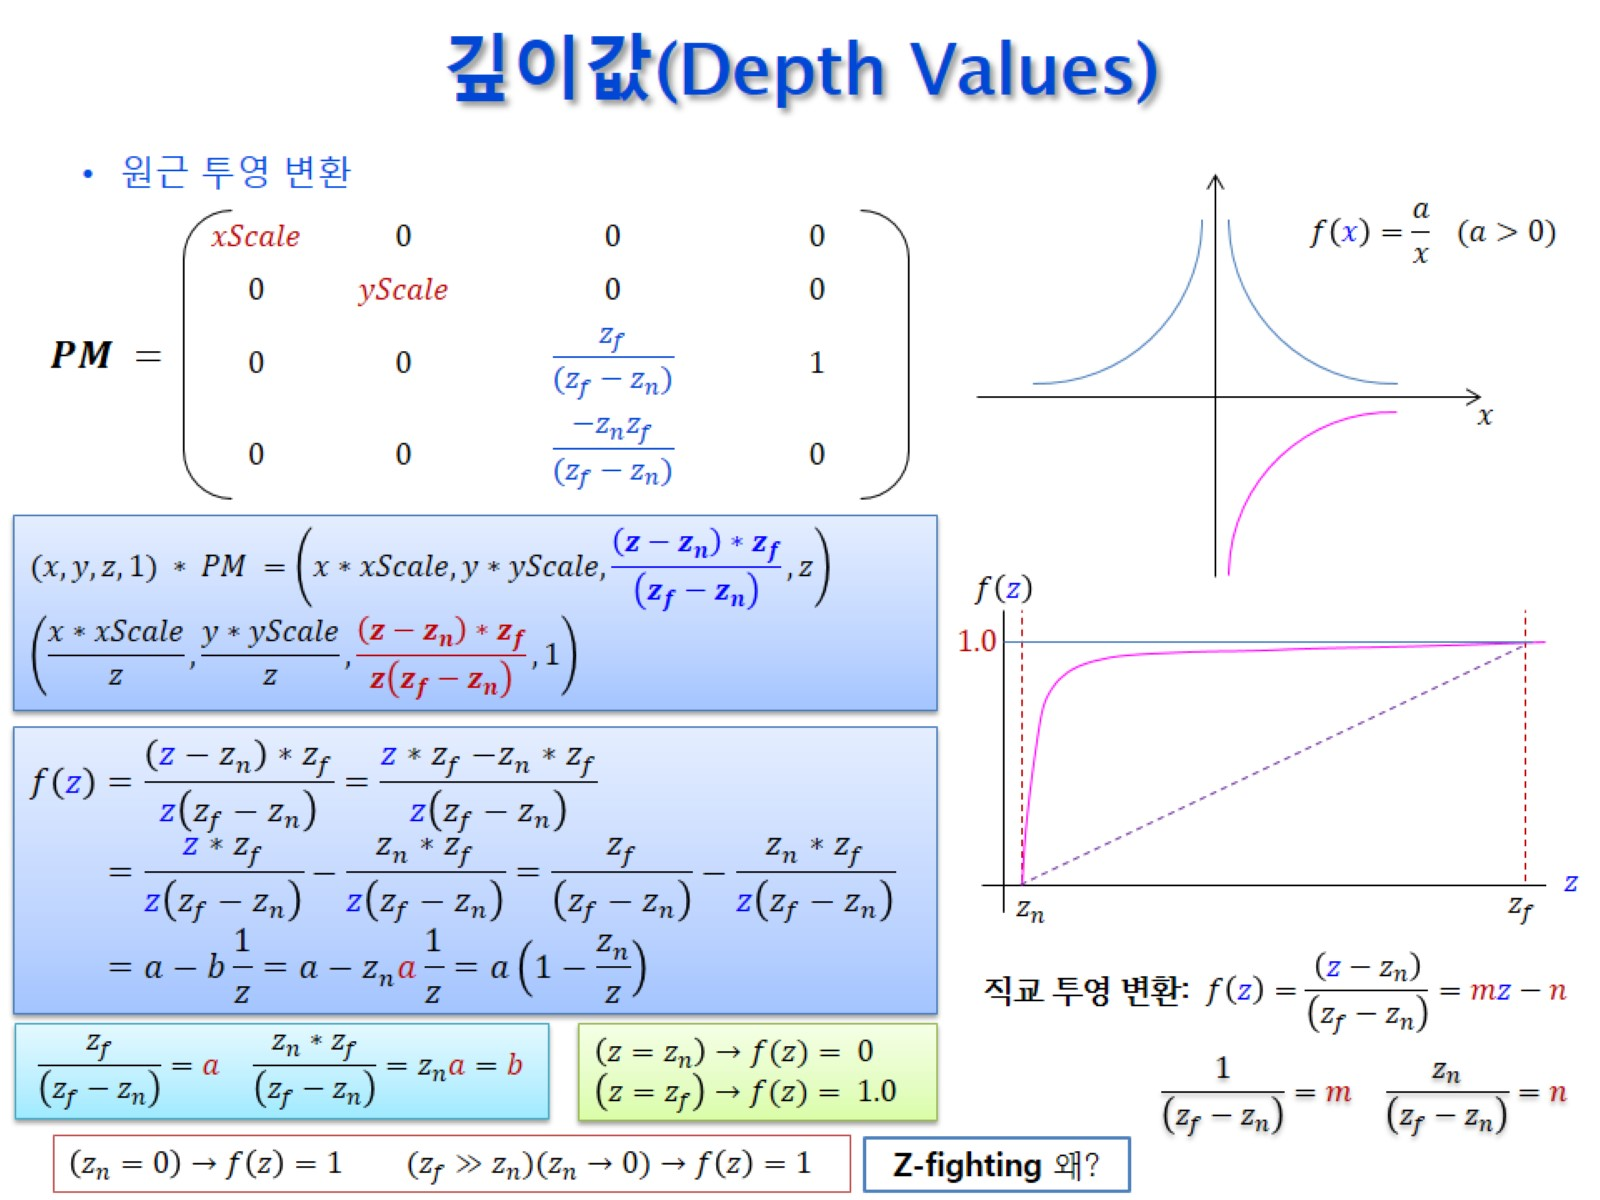 깊이값(Depth Values)
• 원근 투영 변환
PM =
xScale 0 0 0
0 yScale 0 0
0 0 z_f/(z_f − z_n) 1
0 0 −z_n z_f/(z_f − z_n) 0
f(x) = a/x (a > 0)
x
(x, y, z, 1) * PM = (x * xScale, y * yScale, (z − z_n) * z_f/(z_f − z_n), z)
(x * xScale/z, y * yScale/z, (z − z_n) * z_f/z(z_f − z_n), 1)
f(z) = (z − z_n) * z_f/z(z_f − z_n) = z * z_f − z_n * z_f/z(z_f − z_n)
= z * z_f/z(z_f − z_n) − z_n * z_f/z(z_f − z_n) = z_f/(z_f − z_n) − z_n * z_f/z(z_f − z_n)
= a − b 1/z = a − z_n a 1/z = a(1 − z_n/z)
z_f/(z_f − z_n) = a z_n * z_f/(z_f − z_n) = z_n a = b
(z = z_n) → f(z) = 0
(z = z_f) → f(z) = 1.0
(z_n = 0) → f(z) = 1 (z_f ≫ z_n)(z_n → 0) → f(z) = 1
Z-fighting 왜?
f(z)
1.0
z
z_n z_f
직교 투영 변환: f(z) = (z − z_n)/(z_f − z_n) = mz − n
1/(z_f − z_n) = m z_n/(z_f − z_n) = n